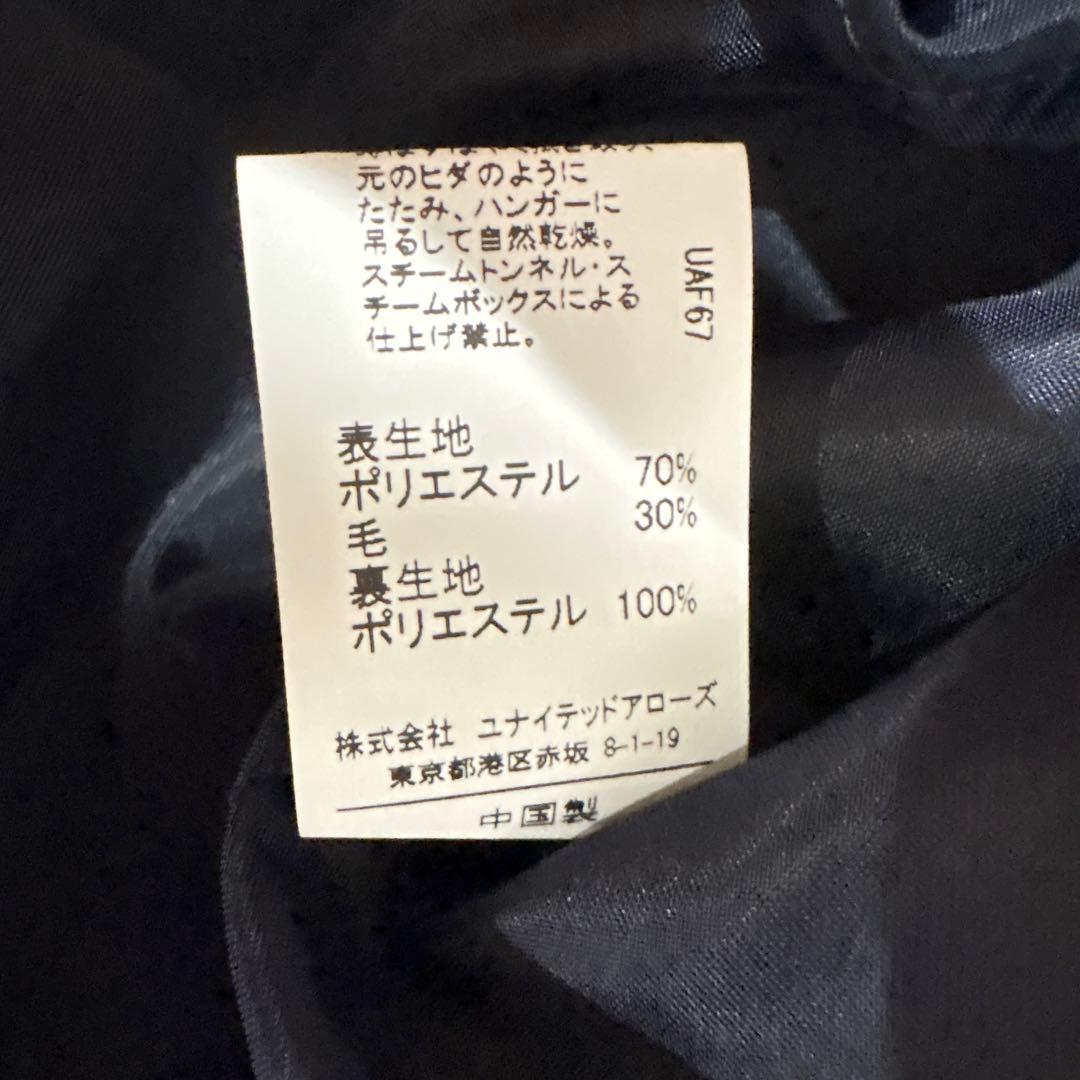 元のヒダのように
たたみ、ハンガーに
吊るして自然乾燥。
スチームトンネル・ス
チームボックスによる
仕上げ禁止。
UAF67
表生地
ポリエステル 70%
毛 30%
裏生地
ポリエステル 100%
株式会社 ユナイテッドアローズ
東京都港区赤坂 8-1-19
中国製